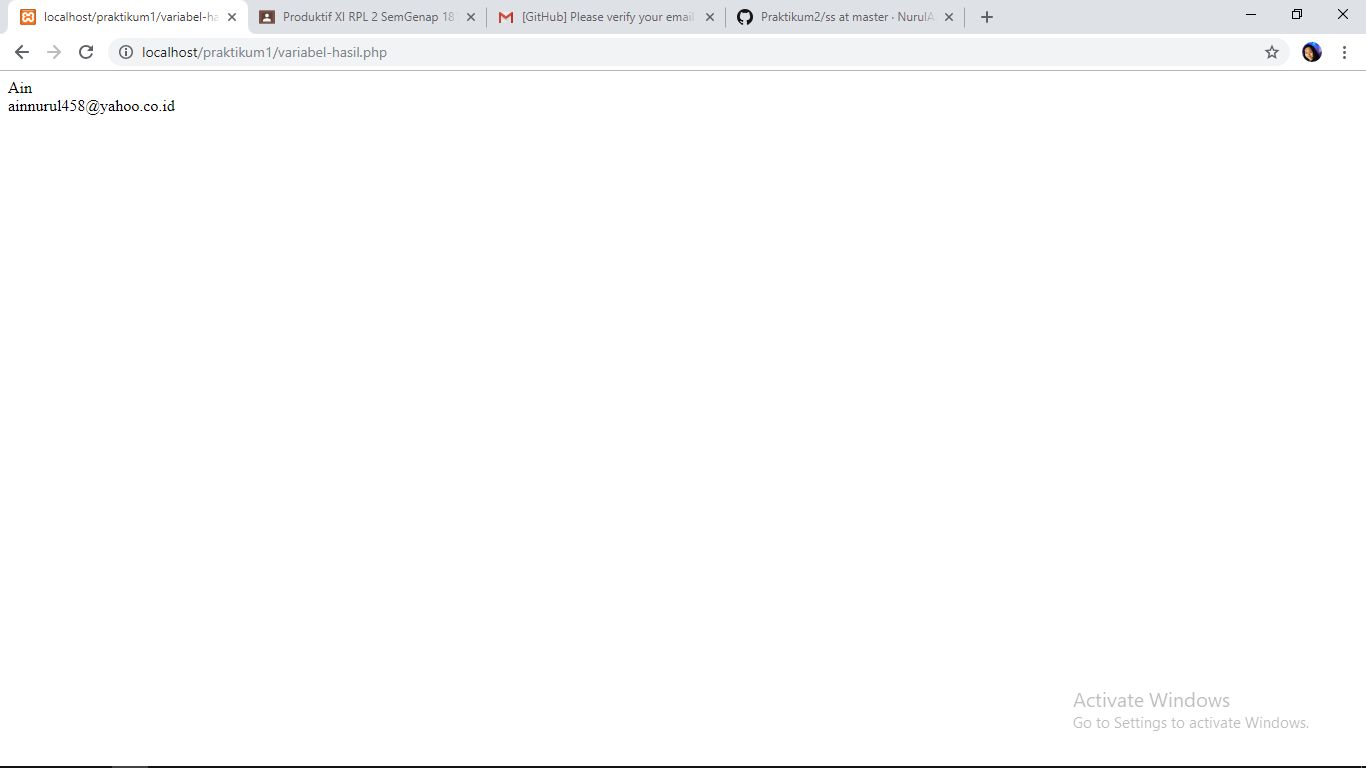 localhost/praktikum1/variabel-ha
Produktif XI RPL 2 SemGenap 181
[GitHub] Please verify your email
Praktikum2/ss at master · NurulA
localhost/praktikum1/variabel-hasil.php
Ain
ainnurul458@yahoo.co.id
Activate Windows
Go to Settings to activate Windows.